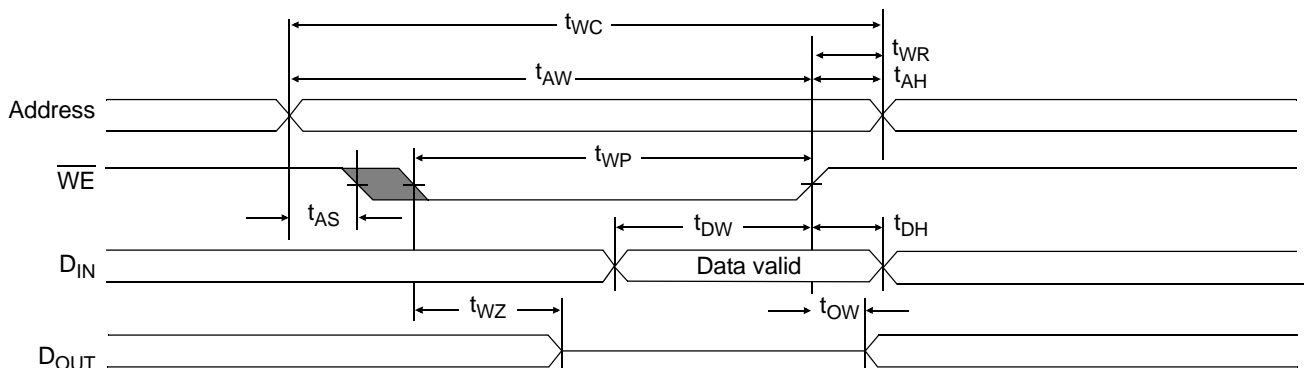 tWC
tWR
tAW
tAH
Address
tWP
WE
tAS
tDW
tDH
DIN
Data valid
tWZ
tOW
DOUT